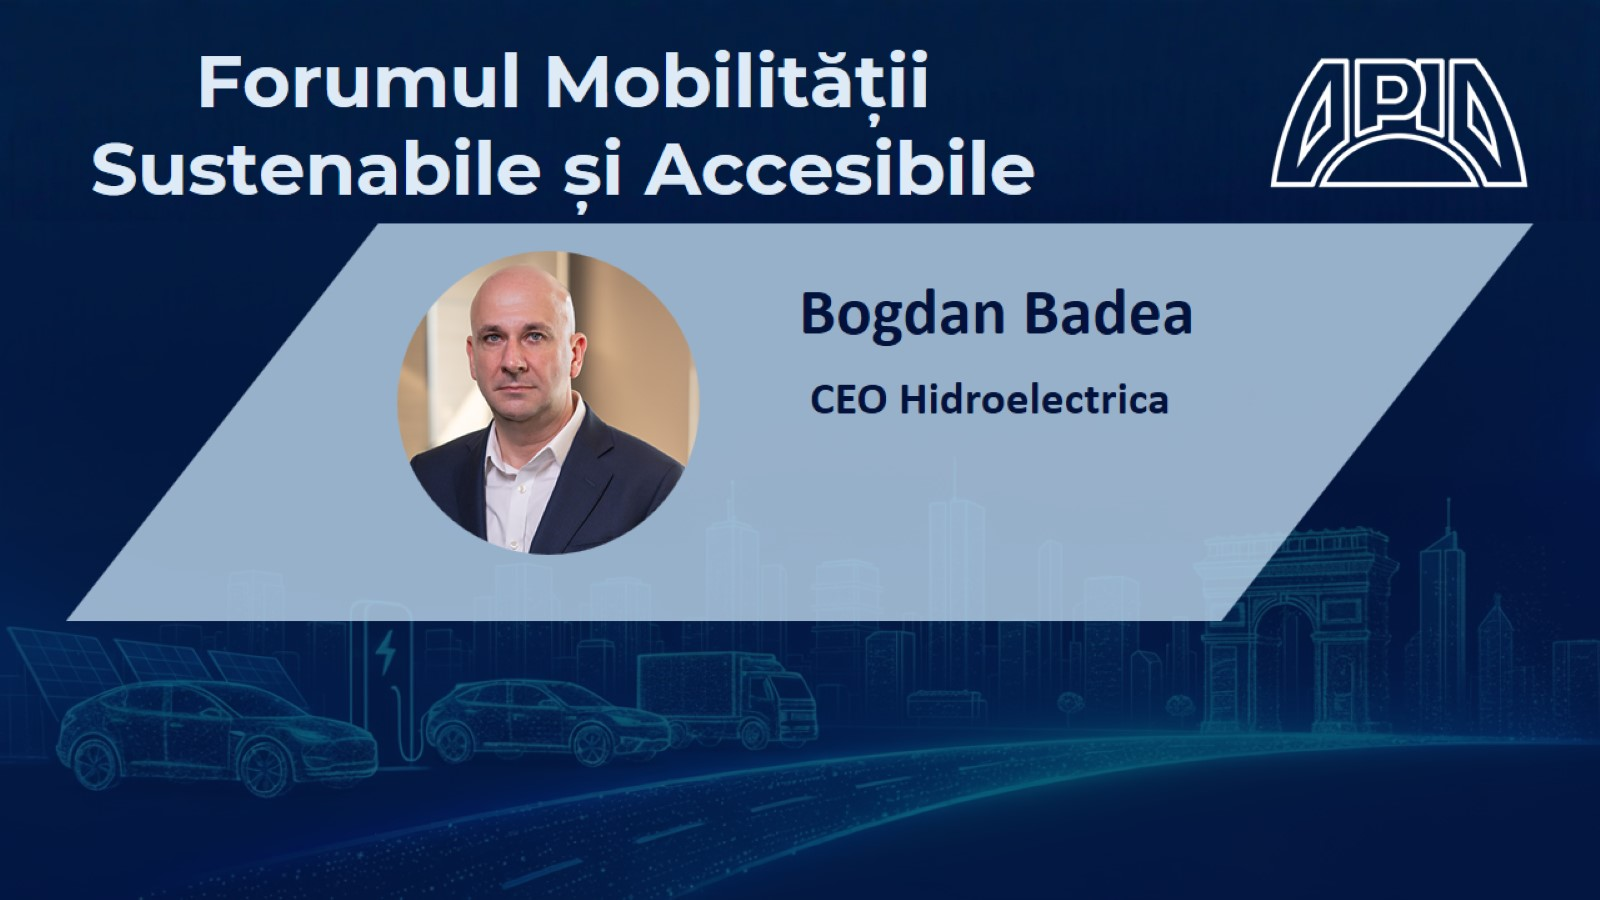 Forumul Mobilității
Sustenabile și Accesibile
APIA
Bogdan Badea
CEO Hidroelectrica